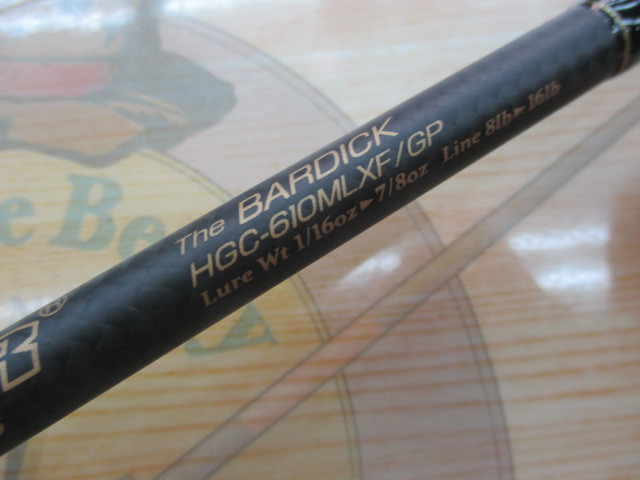 The BARDICK
HGC-610MLXF/GP
Lure Wt 1/16oz▶7/8oz Line 8lb▶16lb